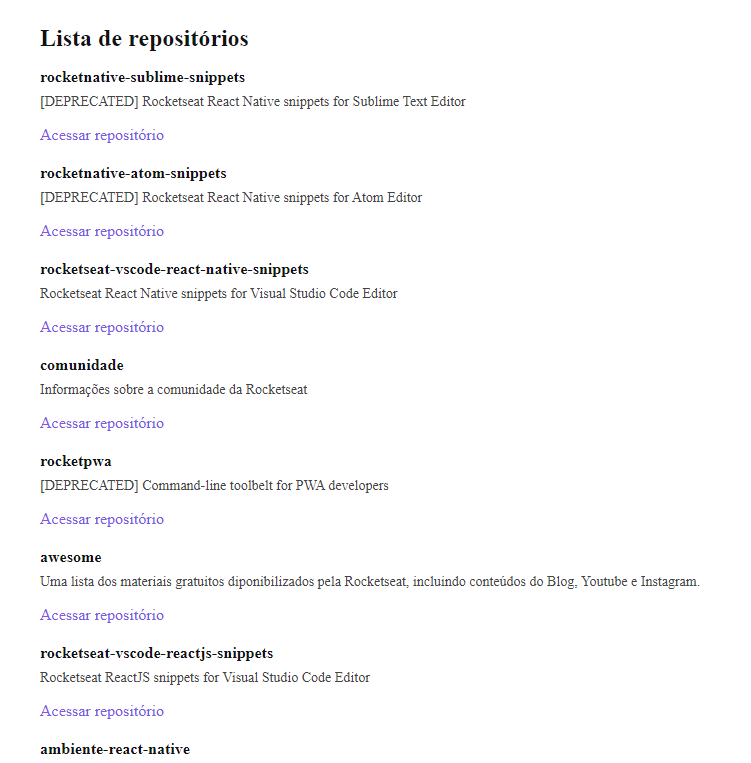 Lista de repositórios
rocketnative-sublime-snippets
[DEPRECATED] Rocketseat React Native snippets for Sublime Text Editor
Acessar repositório
rocketnative-atom-snippets
[DEPRECATED] Rocketseat React Native snippets for Atom Editor
Acessar repositório
rocketseat-vscode-react-native-snippets
Rocketseat React Native snippets for Visual Studio Code Editor
Acessar repositório
comunidade
Informações sobre a comunidade da Rocketseat
Acessar repositório
rocketpwa
[DEPRECATED] Command-line toolbelt for PWA developers
Acessar repositório
awesome
Uma lista dos materiais gratuitos diponibilizados pela Rocketseat, incluindo conteúdos do Blog, Youtube e Instagram.
Acessar repositório
rocketseat-vscode-reactjs-snippets
Rocketseat ReactJS snippets for Visual Studio Code Editor
Acessar repositório
ambiente-react-native